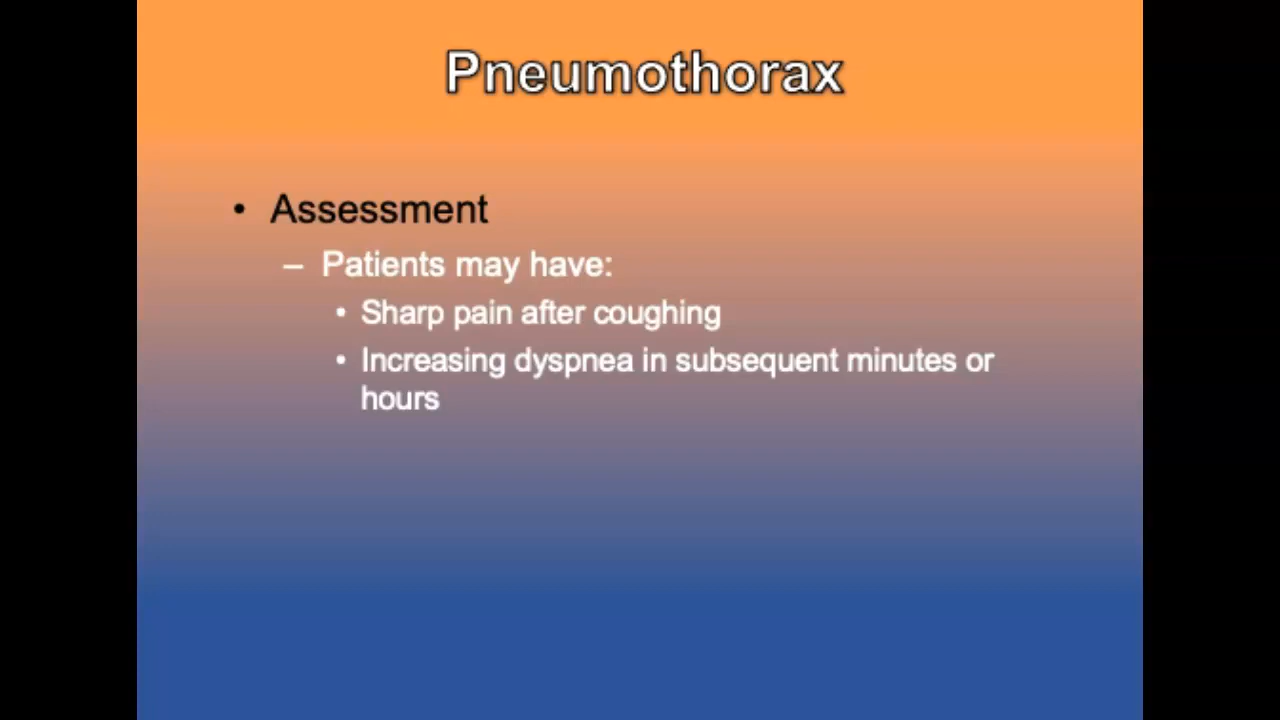 Pneumothorax
• Assessment
– Patients may have:
• Sharp pain after coughing
• Increasing dyspnea in subsequent minutes or
hours